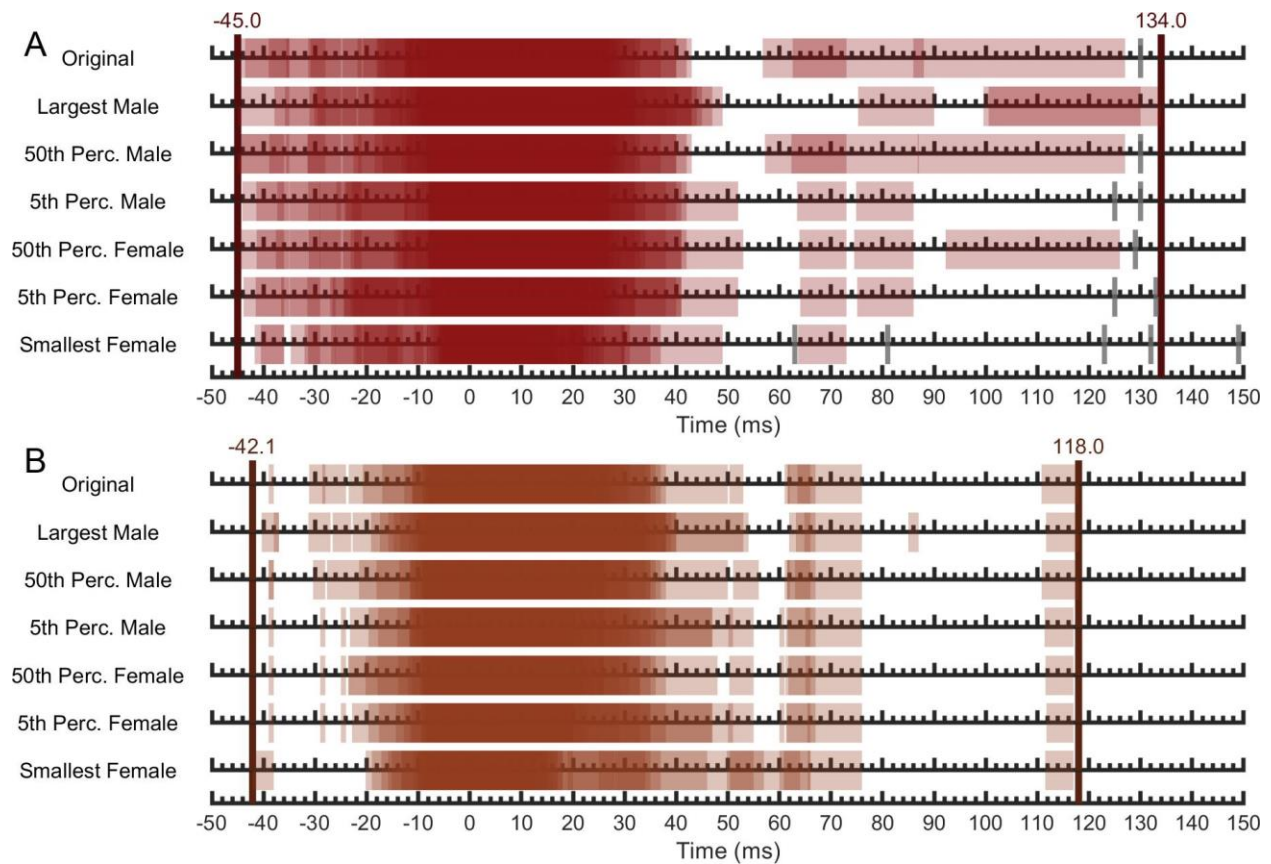 -45.0 134.0
A
Original
Largest Male
50th Perc. Male
5th Perc. Male
50th Perc. Female
5th Perc. Female
Smallest Female
-50 -40 -30 -20 -10 0 10 20 30 40 50 60 70 80 90 100 110 120 130 140 150
Time (ms)
B
-42.1 118.0
Original
Largest Male
50th Perc. Male
5th Perc. Male
50th Perc. Female
5th Perc. Female
Smallest Female
-50 -40 -30 -20 -10 0 10 20 30 40 50 60 70 80 90 100 110 120 130 140 150
Time (ms)